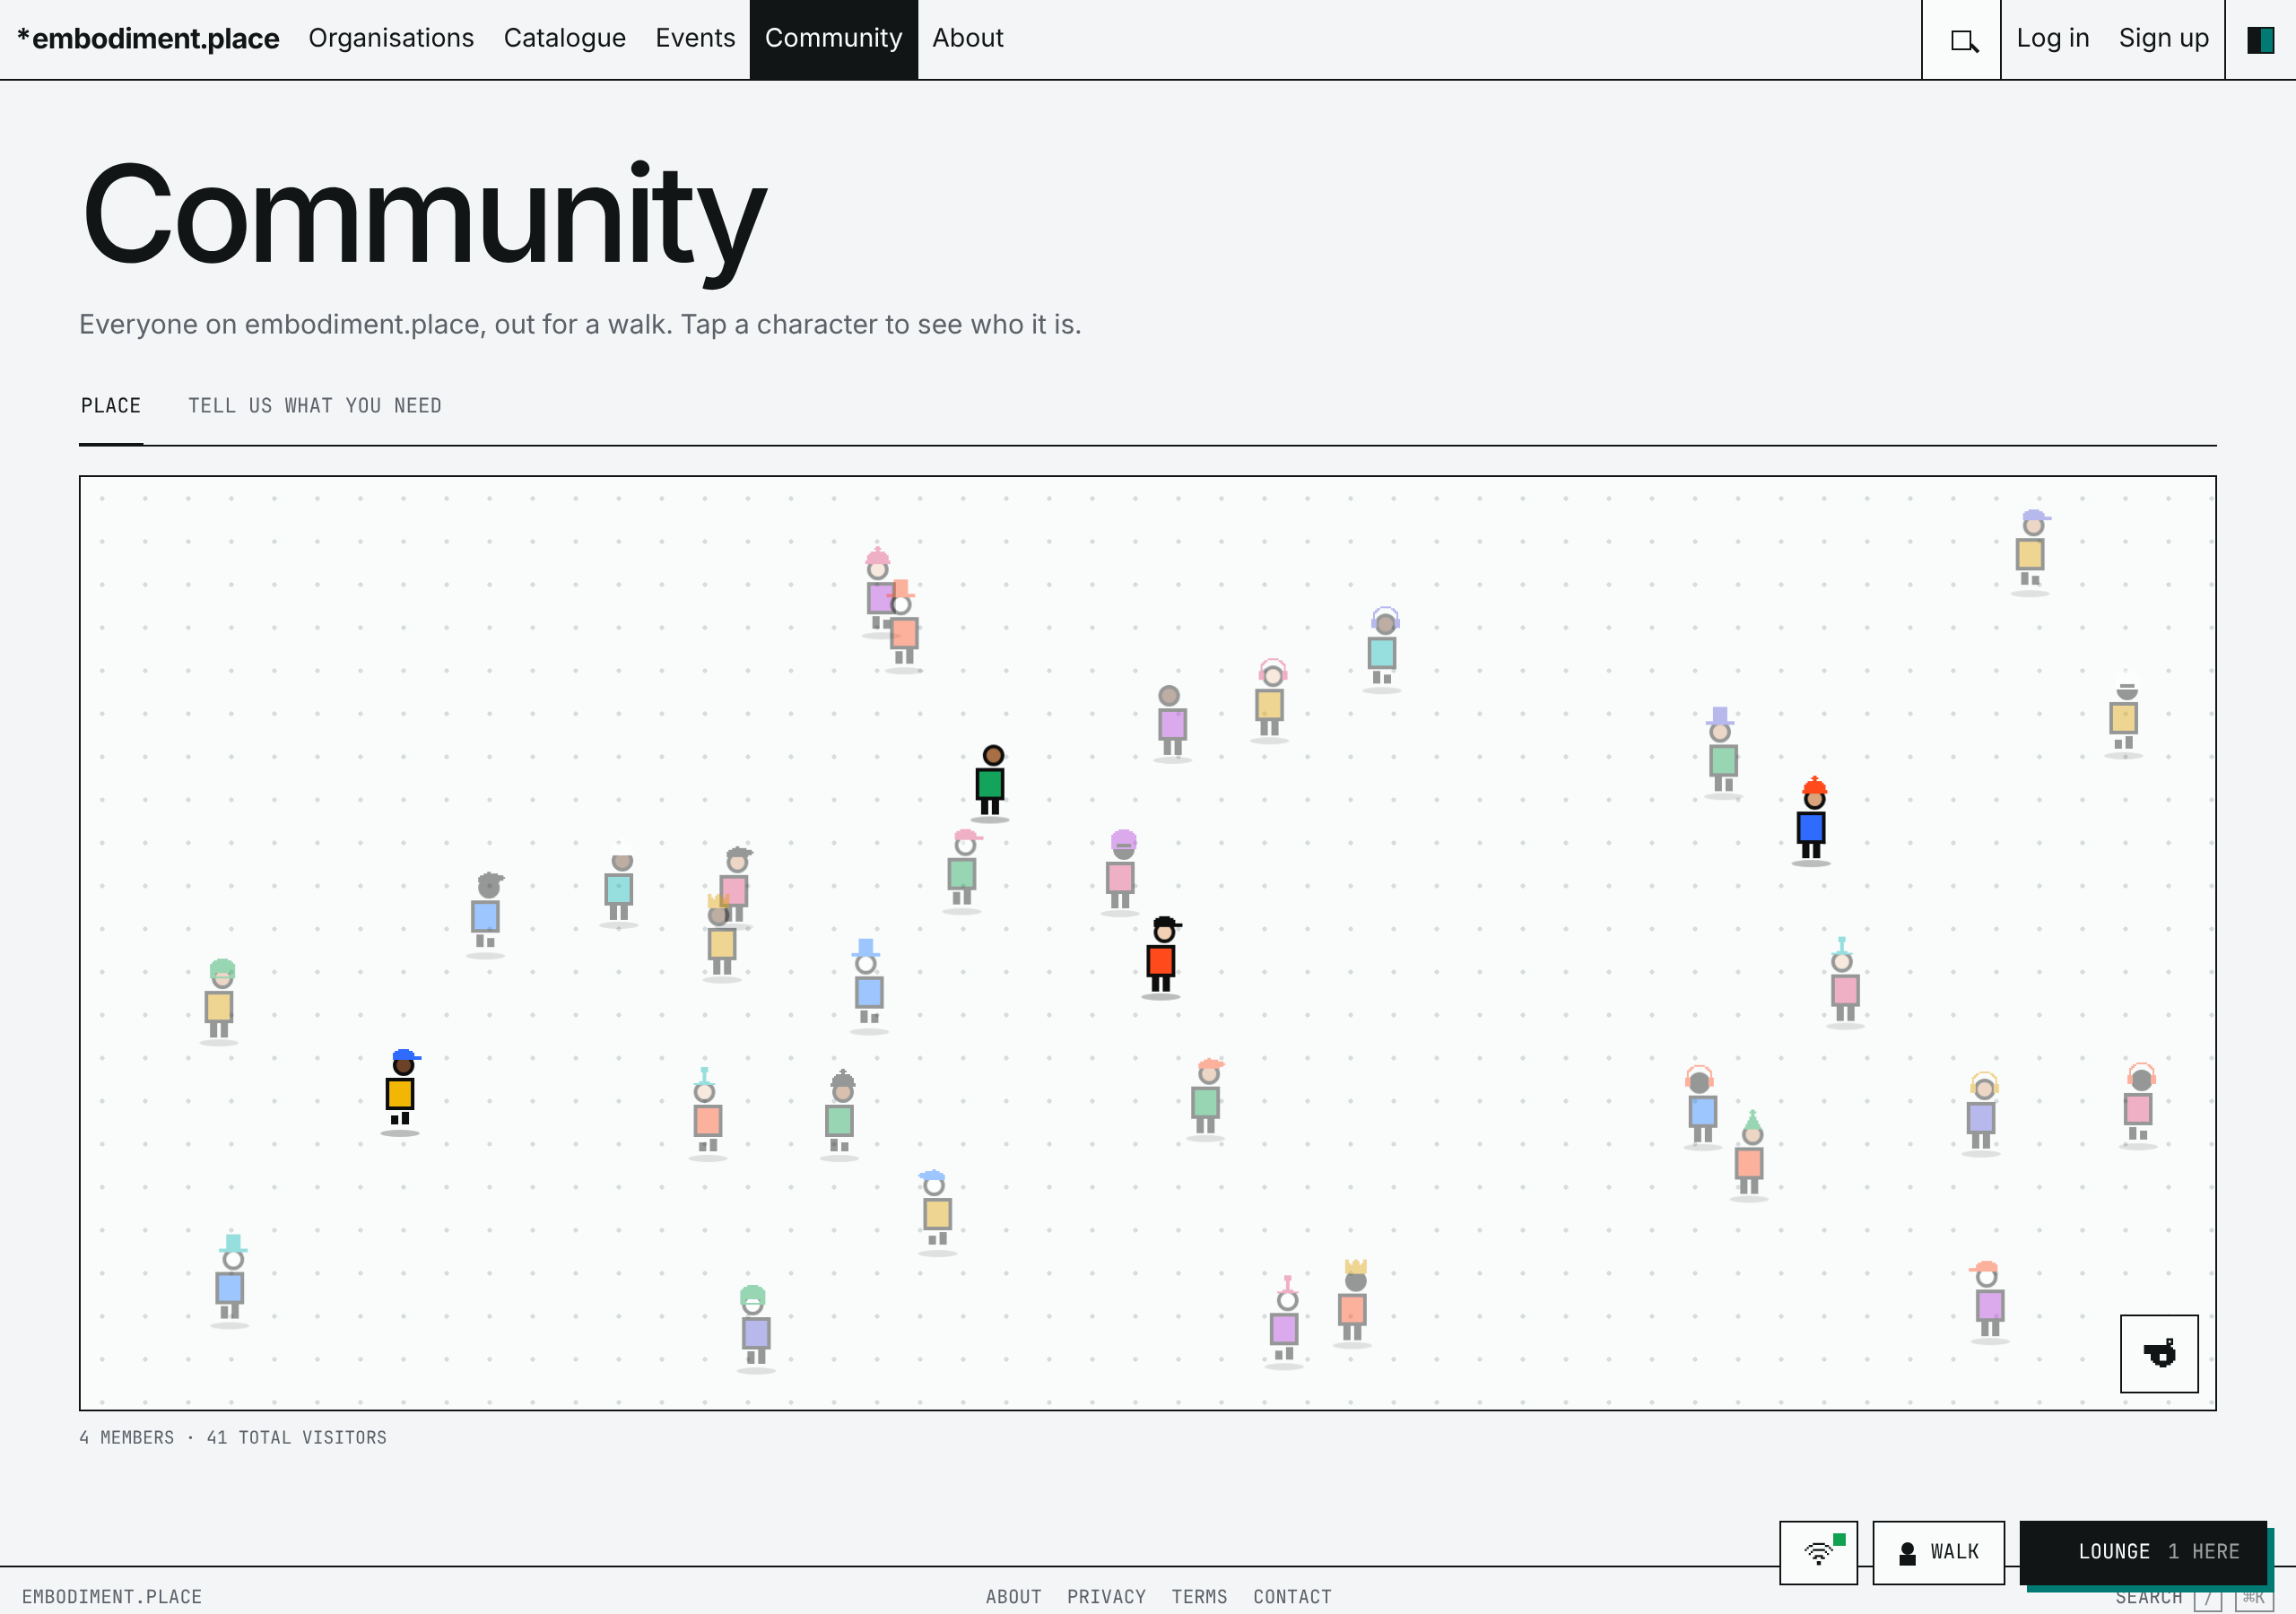 *embodiment.place Organisations Catalogue Events Community About Log in Sign up
Community
Everyone on embodiment.place, out for a walk. Tap a character to see who it is.
PLACE TELL US WHAT YOU NEED
4 MEMBERS · 41 TOTAL VISITORS
WALK LOUNGE 1 HERE
EMBODIMENT.PLACE ABOUT PRIVACY TERMS CONTACT SEARCH / ⌘K